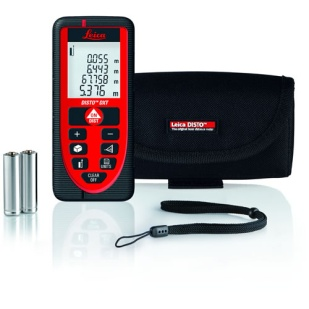 Leica
0.055 m
6.443 m
67.758 m
5.376 m
DISTO™ DXT
ON
DIST
+
−
UNITS
CLEAR
OFF
Leica DISTO™
The original laser distance meter